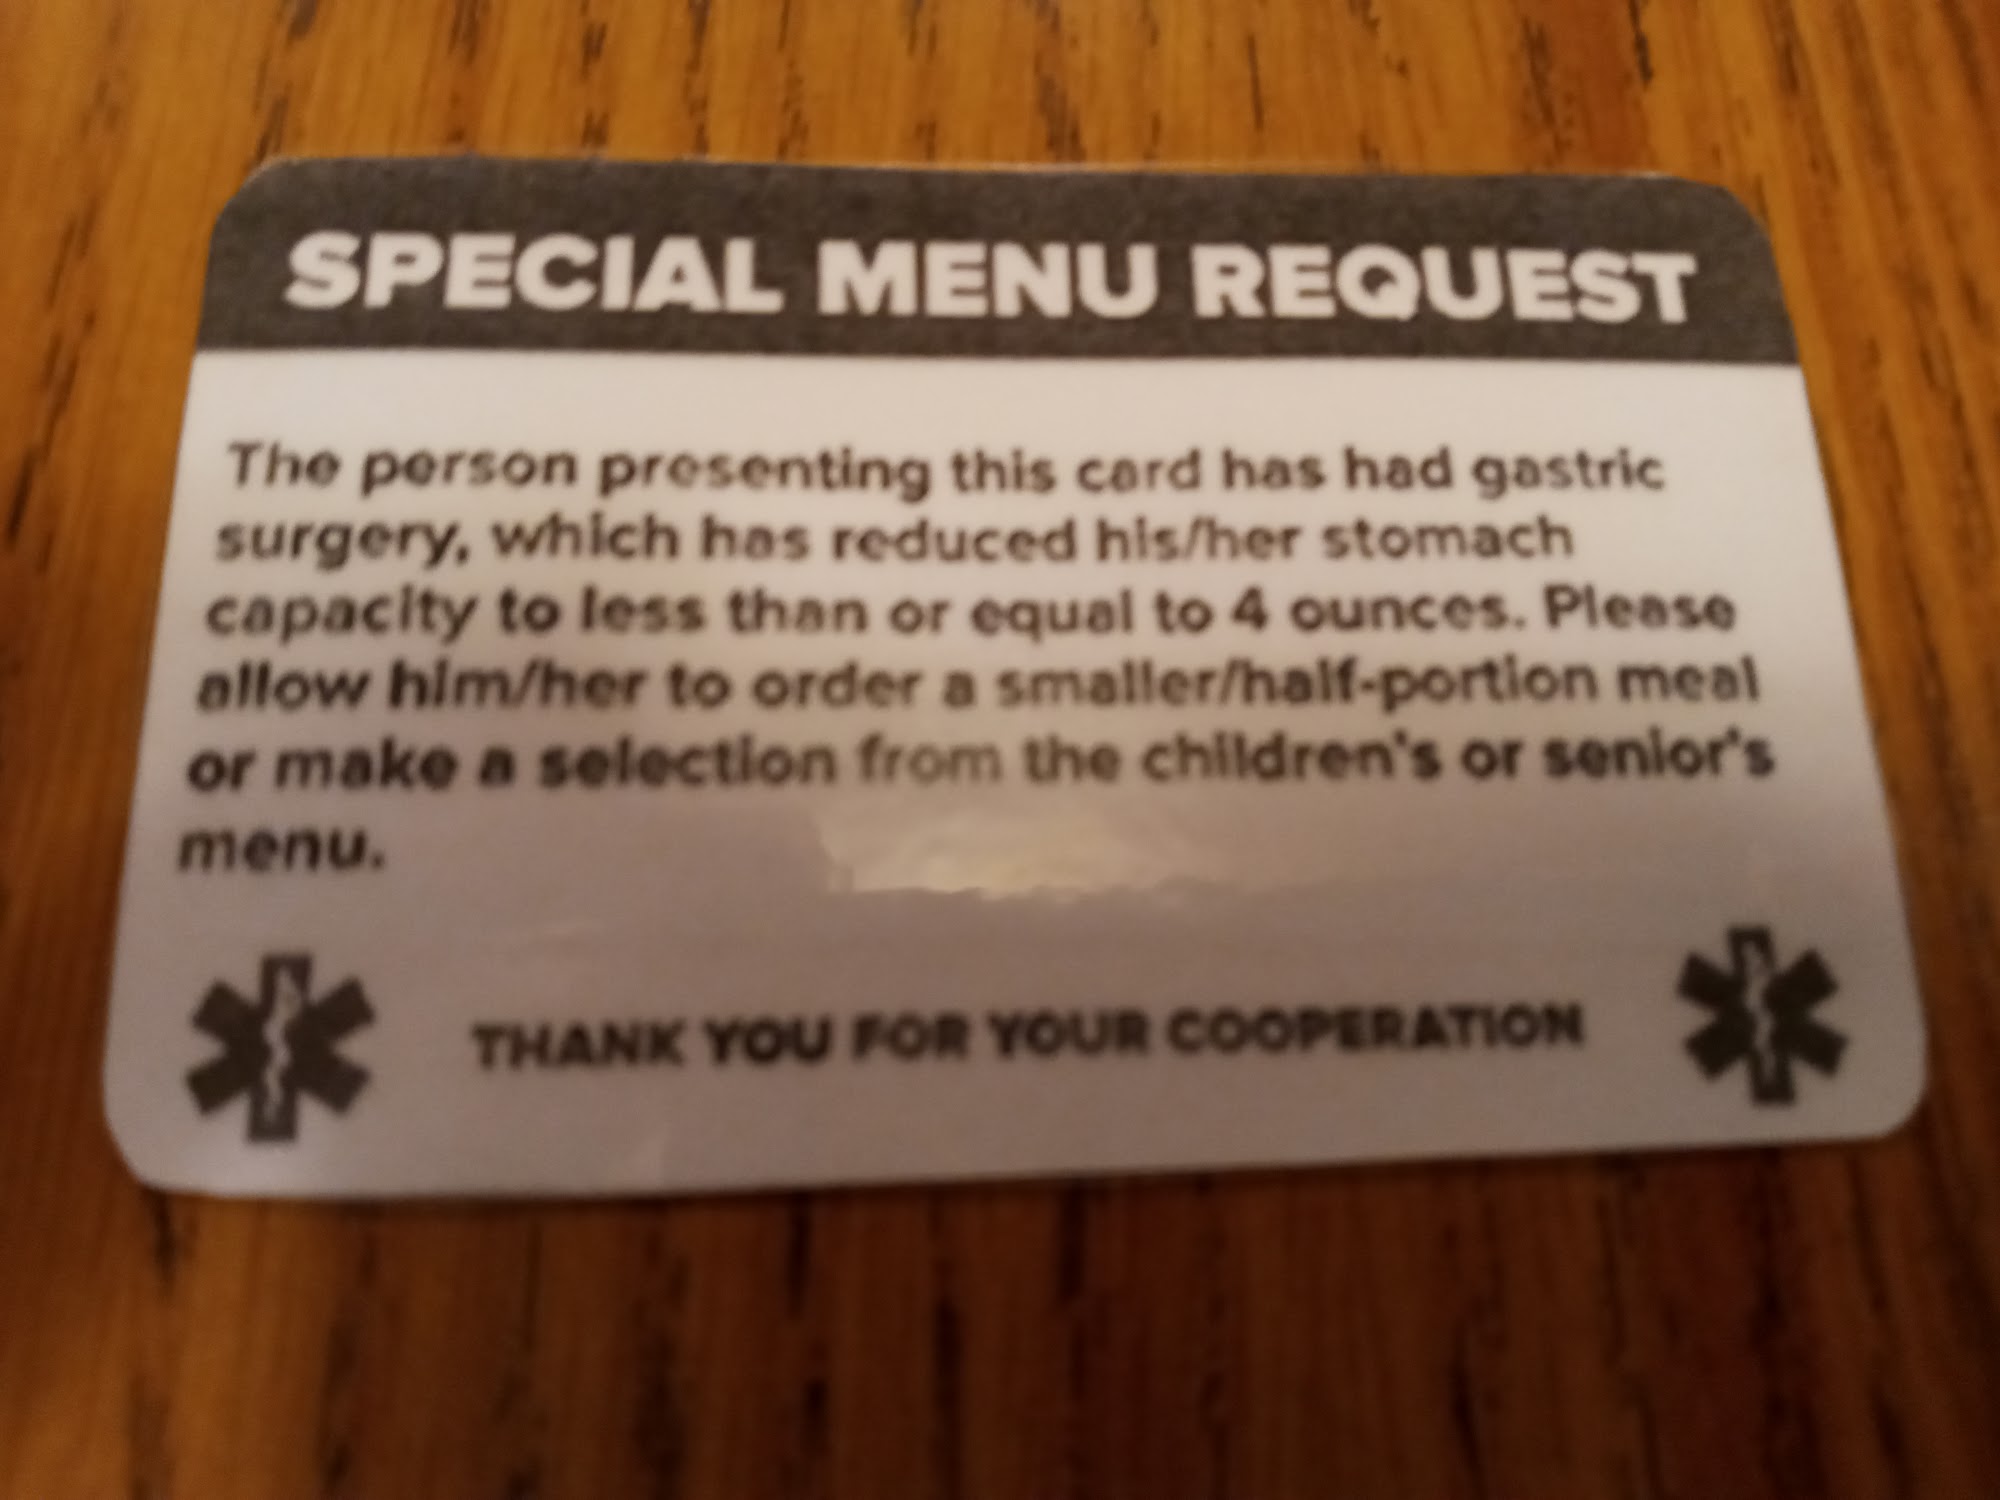 SPECIAL MENU REQUEST
The person presenting this card has had gastric
surgery, which has reduced his/her stomach
capacity to less than or equal to 4 ounces. Please
allow him/her to order a smaller/half-portion meal
or make a selection from the children's or senior's
menu.
THANK YOU FOR YOUR COOPERATION